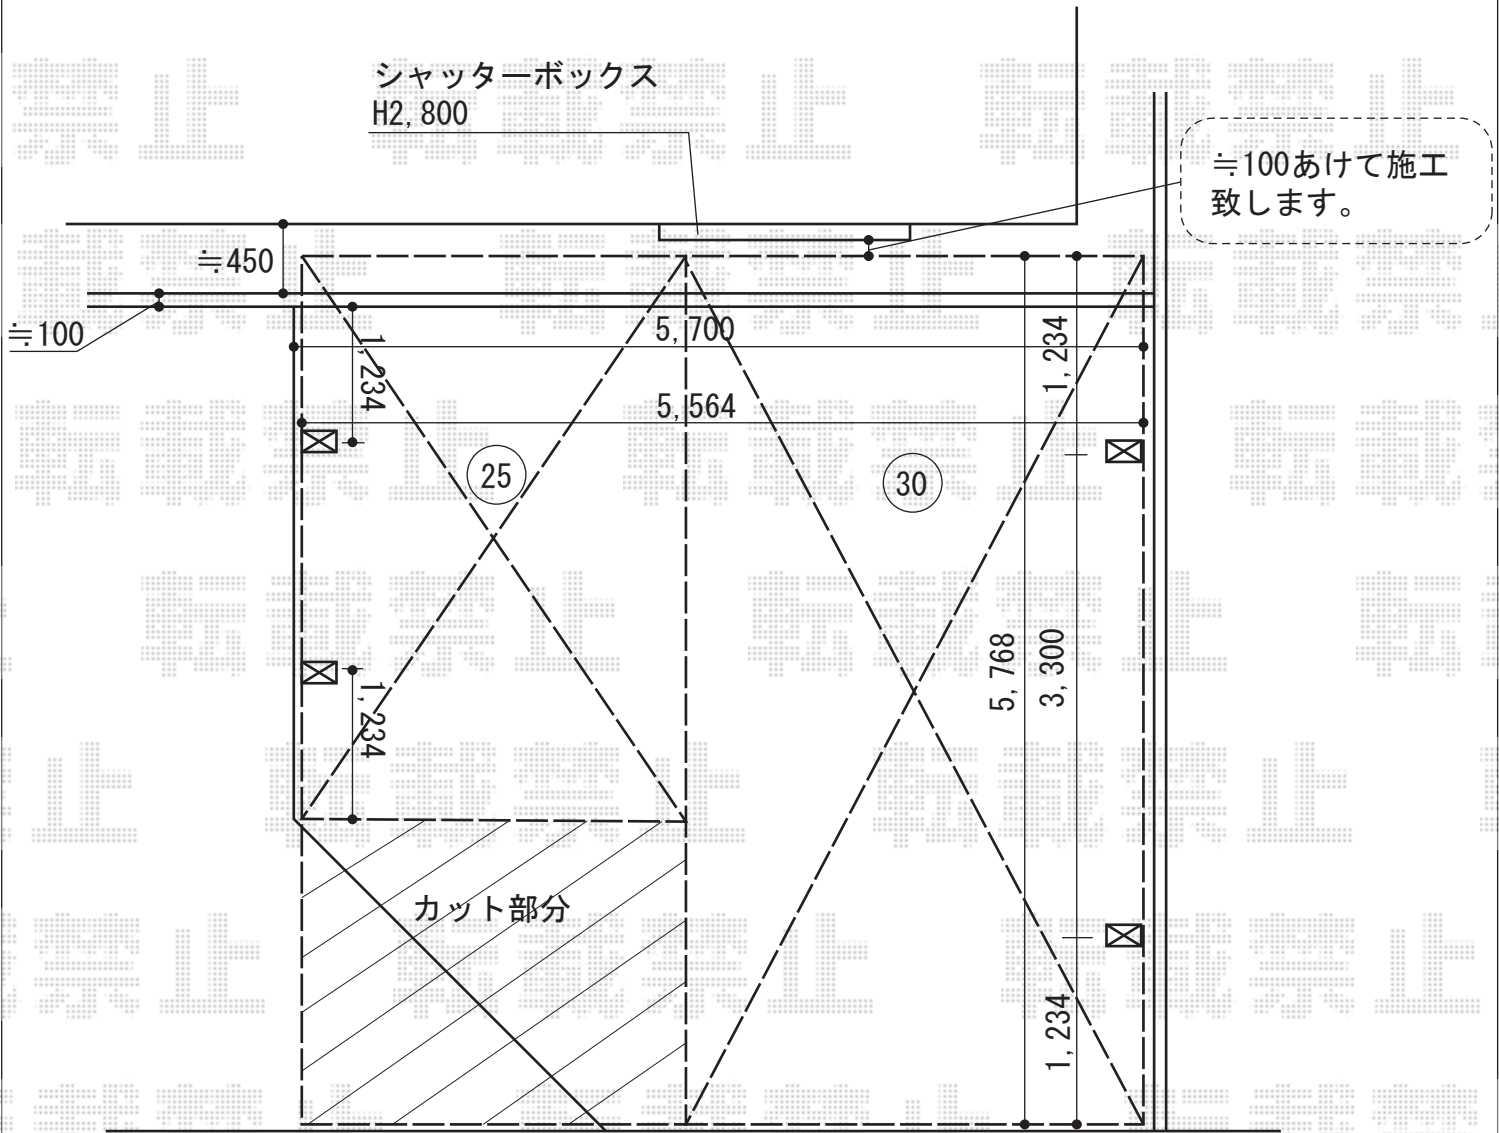 シャッターボックス
H2,800
≒100あけて施工
致します。
≒450
≒100
5,700
1,234
1,234
5,564
25
30
5,768
3,300
1,234
カット部分
1,234
転載禁止